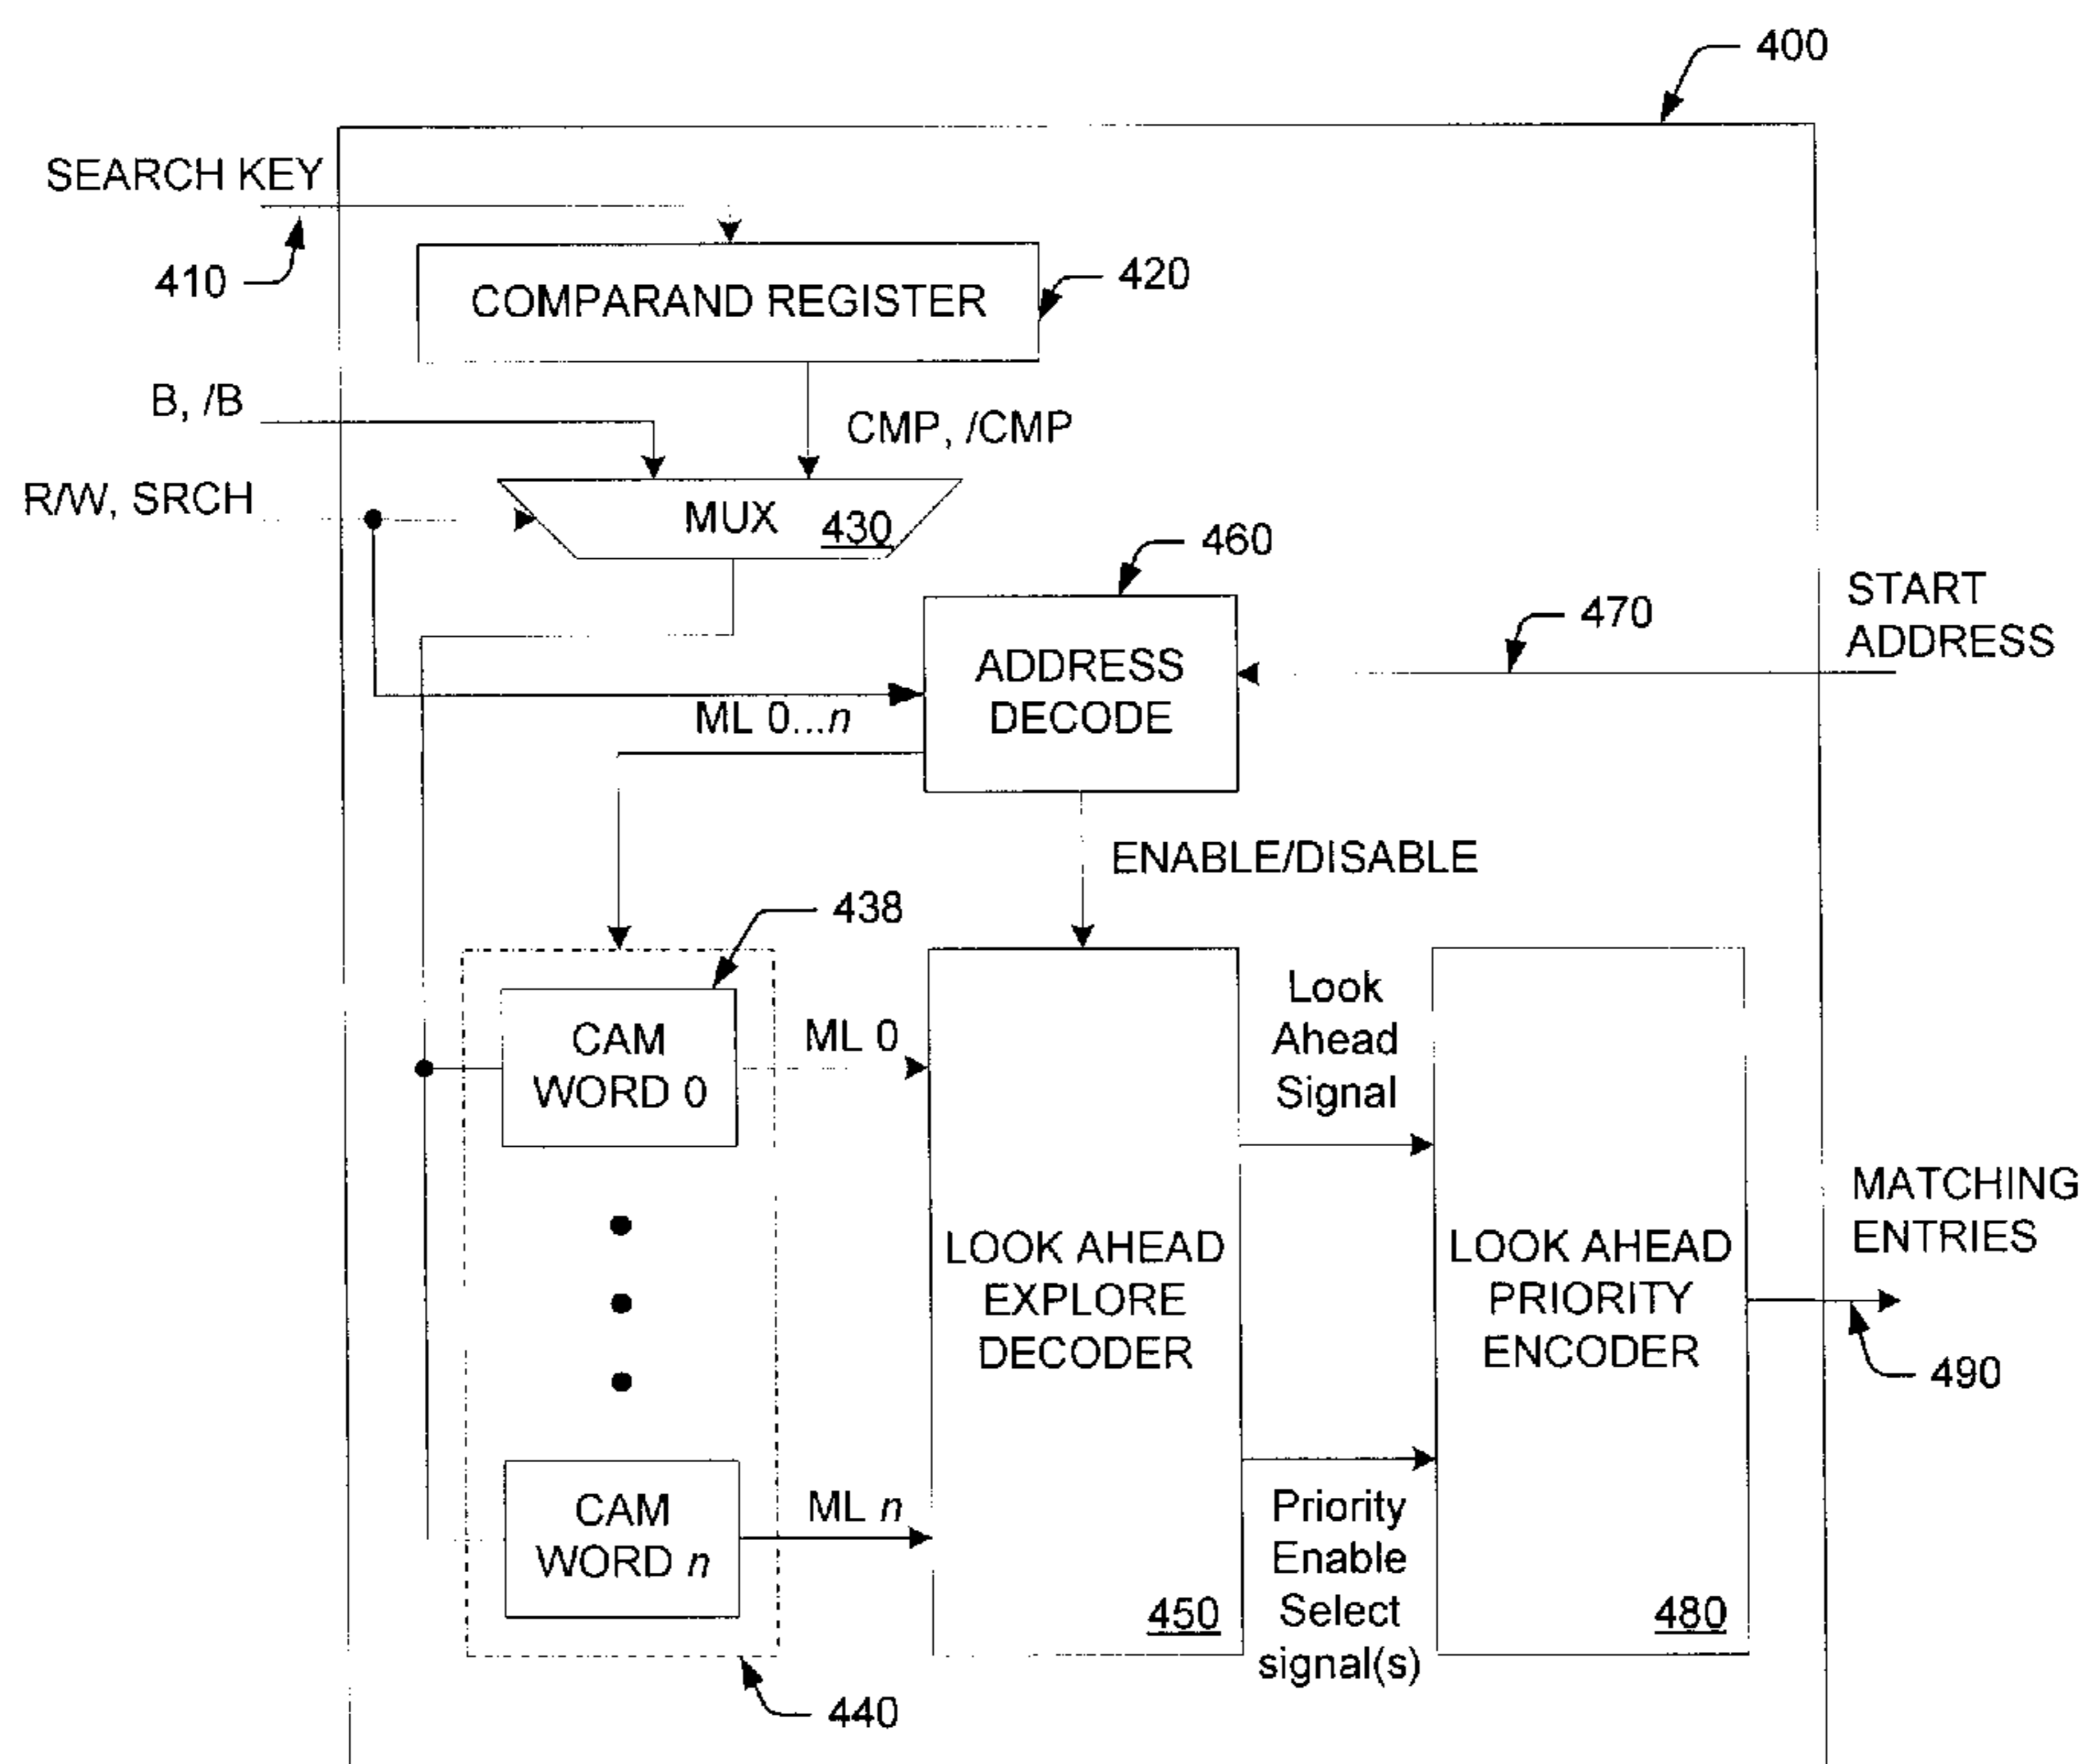 400
SEARCH KEY
410
COMPARAND REGISTER
420
B, /B
CMP, /CMP
R/W, SRCH
MUX 430
460
START
ADDRESS
470
ADDRESS
DECODE
ML 0...n
ENABLE/DISABLE
438
CAM
WORD 0
ML 0
Look
Ahead
Signal
LOOK AHEAD
EXPLORE
DECODER
450
LOOK AHEAD
PRIORITY
ENCODER
480
MATCHING
ENTRIES
490
CAM
WORD n
ML n
Priority
Enable
Select
signal(s)
440